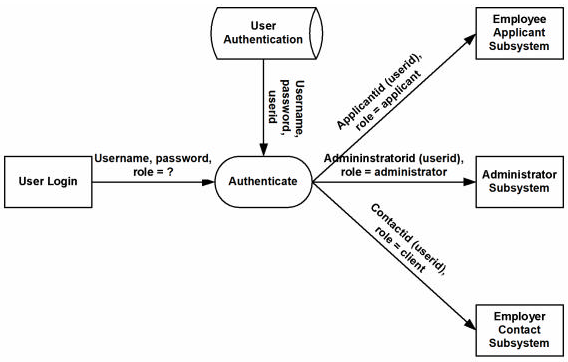 User
Authentication
Employee
Applicant
Subsystem
Applicantid (userid),
role = applicant
Username,
password,
userid
Username, password,
role = ?
User Login
Authenticate
Admininstratorid (userid),
role = administrator
Administrator
Subsystem
Contactid (userid),
role = client
Employer
Contact
Subsystem